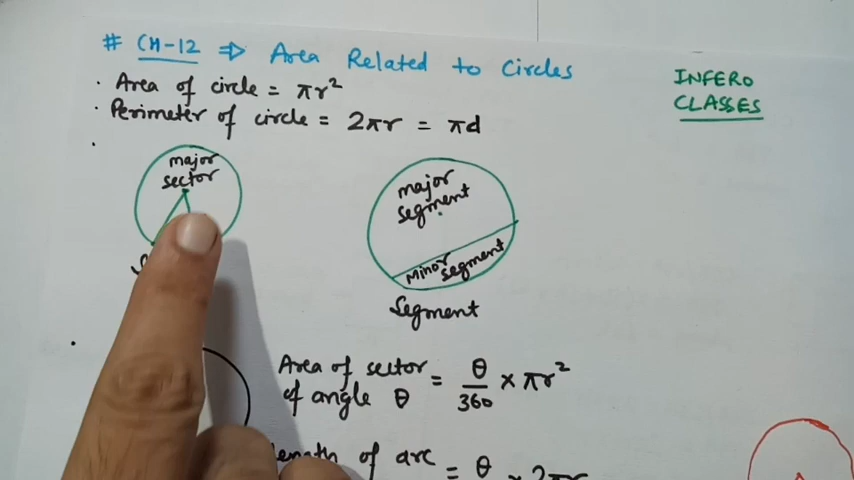 # CH-12 ⇒ Area Related to Circles
INFERO
CLASSES
· Area of circle = πr²
· Perimeter of circle = 2πr = πd
major
sector
major
segment
Minor segment
Segment
Area of sector
of angle θ = θ/360 × πr²
length of arc = θ × 2πr